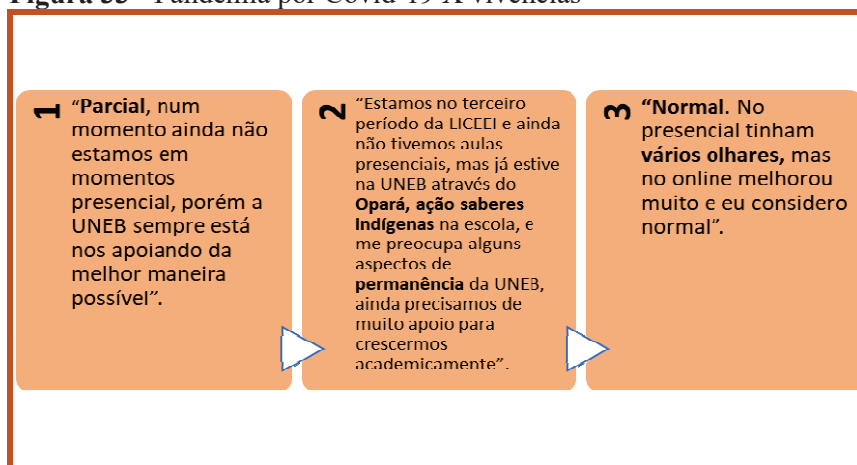 Figura 35 - Pandemia por Covid-19 X vivências
1
“Parcial, num
momento ainda não
estamos em
momentos
presencial, porém a
UNEB sempre está
nos apoiando da
melhor maneira
possível”.
2
“Estamos no terceiro
período da LICEEI e ainda
não tivemos aulas
presenciais, mas já estive
na UNEB através do
Opará, ação saberes
Indígenas na escola, e
me preocupa alguns
aspectos de
permanência da UNEB,
ainda precisamos de
muito apoio para
crescermos
academicamente”.
3
“Normal. No
presencial tinham
vários olhares, mas
no online melhorou
muito e eu considero
normal”.